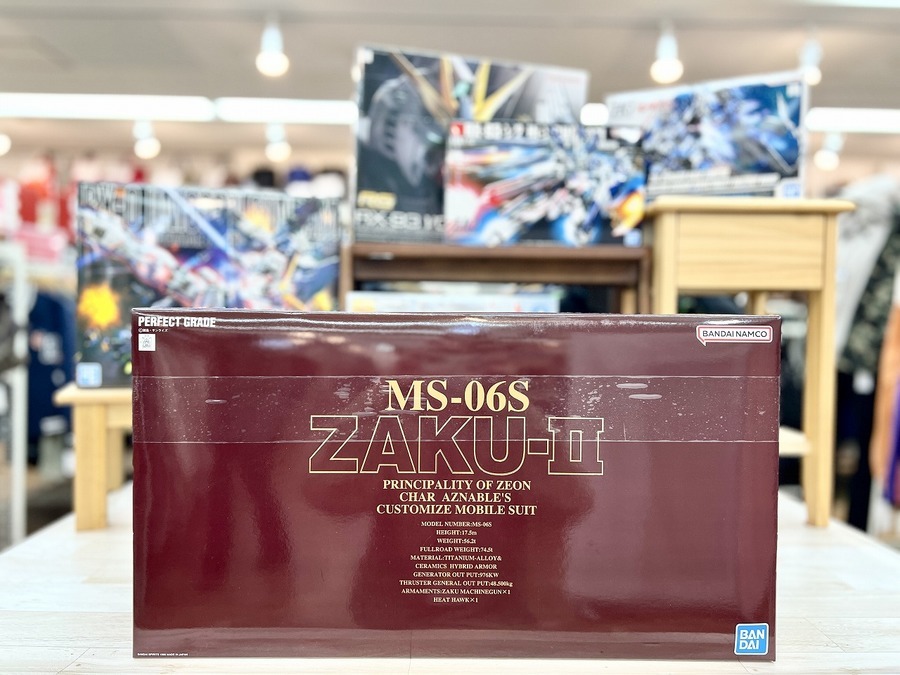 PERFECT GRADE
BANDAI NAMCO
MS-06S
ZAKU-II
PRINCIPALITY OF ZEON
CHAR AZNABLE'S
CUSTOMIZE MOBILE SUIT
MODEL NUMBER:MS-06S
HEIGHT:17.5m
WEIGHT:56.2t
FULLROAD WEIGHT:74.5t
MATERIAL:TITANIUM-ALLOY&
CERAMICS HYBRID ARMOR
GENERATOR OUT PUT:976KW
THRUSTER GENERAL OUT PUT:48.500kg
ARMAMENTS:ZAKU MACHINEGUN×1
HEAT HAWK×1
BAN
DAI